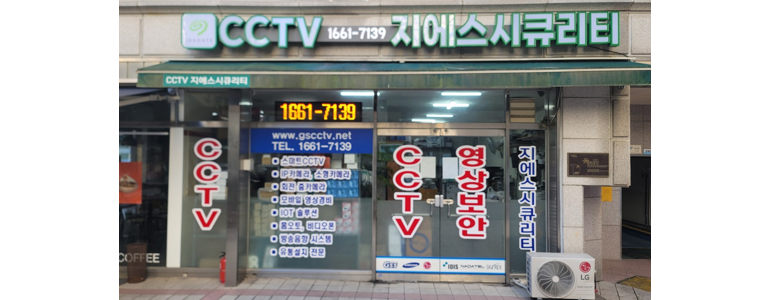 CCTV 1661-7139 지에스시큐리티
CCTV 지에스시큐리티
1661-7139
www.gscctv.net
TEL, 1661-7139
스마트CCTV
IP카메라, 소형카메라
회전 줌카메라
모바일 영상경비
IOT 솔루션
홈오토, 비디오폰
방송음향 시스템
유통설치 전문
CCTV
CCTV
영상보안
지에스시큐리티
IDIS
LG
COFFEE